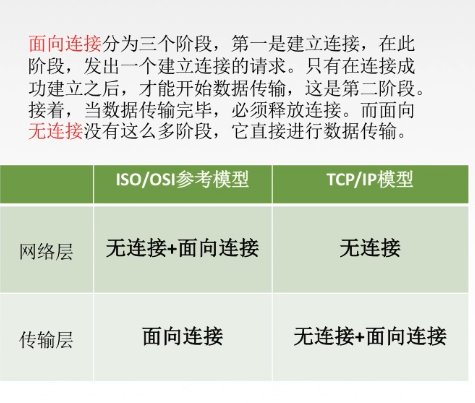 面向连接分为三个阶段，第一是建立连接，在此
阶段，发出一个建立连接的请求。只有在连接成
功建立之后，才能开始数据传输，这是第二阶段。
接着，当数据传输完毕，必须释放连接。而面向
无连接没有这么多阶段，它直接进行数据传输。
ISO/OSI参考模型 TCP/IP模型
网络层 无连接+面向连接 无连接
传输层 面向连接 无连接+面向连接